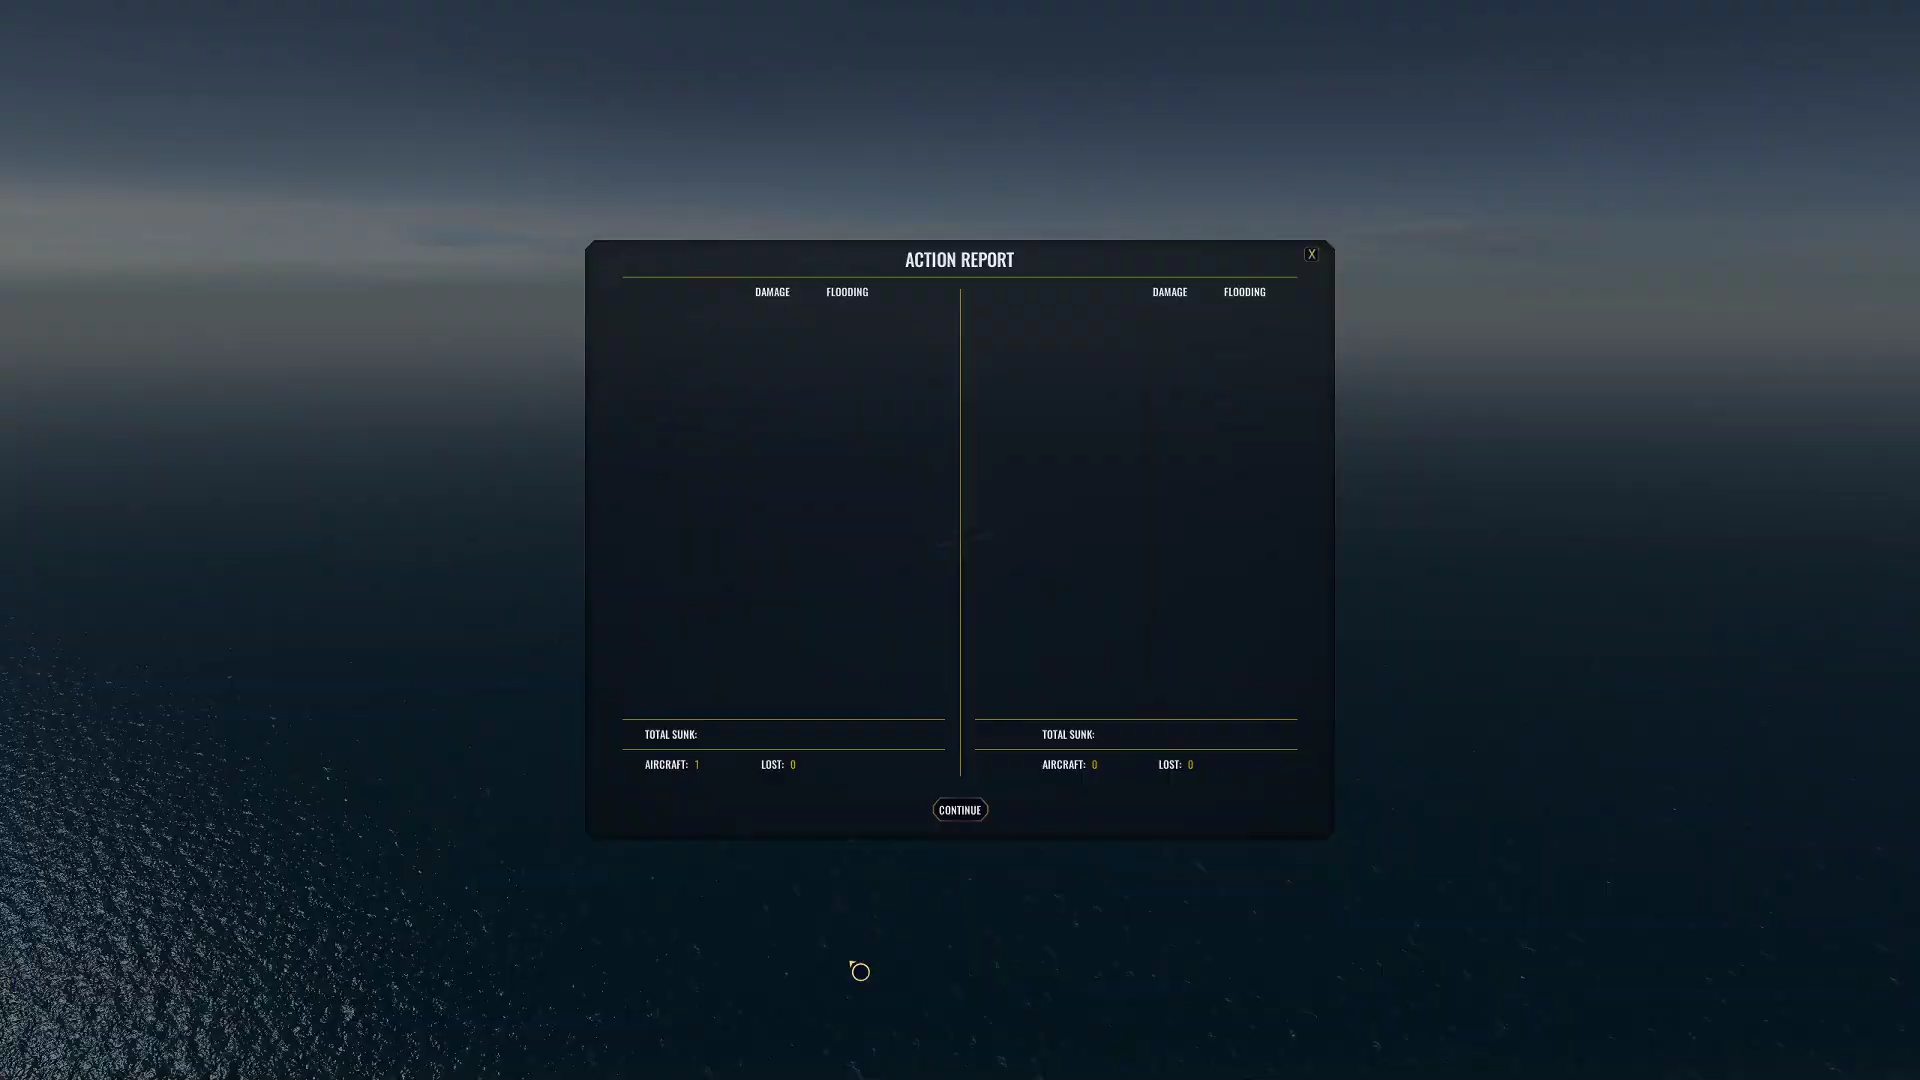 ACTION REPORT
X
DAMAGE FLOODING
DAMAGE FLOODING
TOTAL SUNK:
AIRCRAFT: 1 LOST: 0
TOTAL SUNK:
AIRCRAFT: 0 LOST: 0
CONTINUE